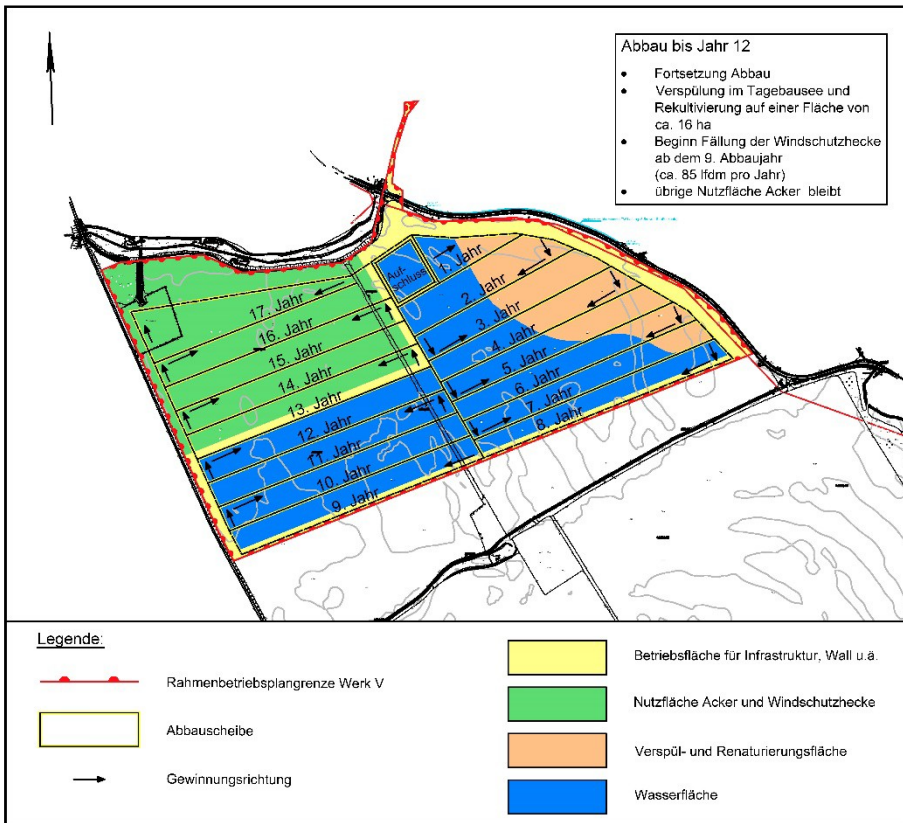 Abbau bis Jahr 12
• Fortsetzung Abbau
• Verspülung im Tagebausee und
Rekultivierung auf einer Fläche von
ca. 16 ha
• Beginn Fällung der Windschutzhecke
ab dem 9. Abbaujahr
(ca. 85 lfdm pro Jahr)
• übrige Nutzfläche Acker bleibt
Auf-
schluss
1. Jahr
2. Jahr
3. Jahr
4. Jahr
5. Jahr
6. Jahr
7. Jahr
8. Jahr
17. Jahr
16. Jahr
15. Jahr
14. Jahr
13. Jahr
12. Jahr
11. Jahr
10. Jahr
9. Jahr
Legende:
Rahmenbetriebsplangrenze Werk V
Abbauscheibe
Gewinnungsrichtung
Betriebsfläche für Infrastruktur, Wall u.ä.
Nutzfläche Acker und Windschutzhecke
Verspül- und Renaturierungsfläche
Wasserfläche